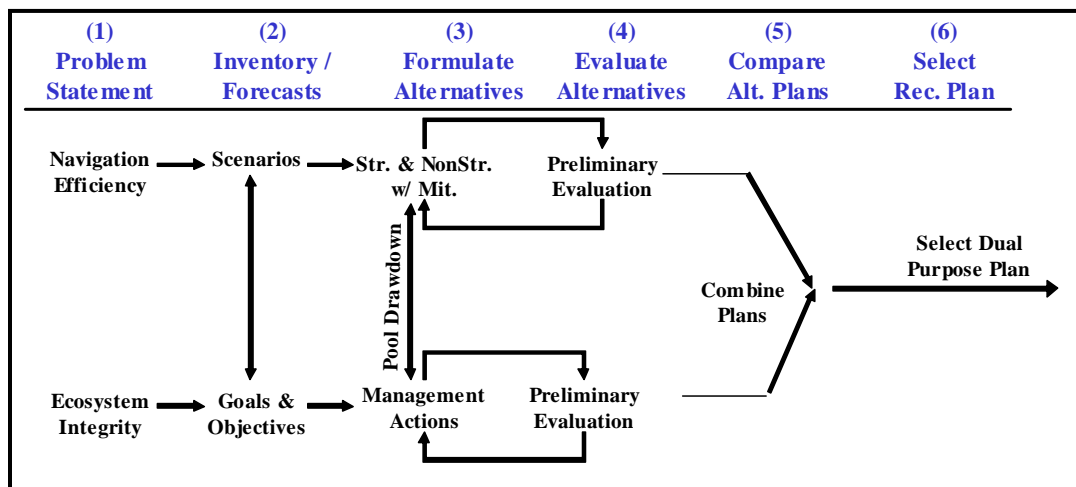 (1)
Problem
Statement
(2)
Inventory /
Forecasts
(3)
Formulate
Alternatives
(4)
Evaluate
Alternatives
(5)
Compare
Alt. Plans
(6)
Select
Rec. Plan
Navigation
Efficiency
Scenarios
Str. & NonStr.
w/ Mit.
Preliminary
Evaluation
Pool Drawdown
Combine
Plans
Select Dual
Purpose Plan
Ecosystem
Integrity
Goals &
Objectives
Management
Actions
Preliminary
Evaluation